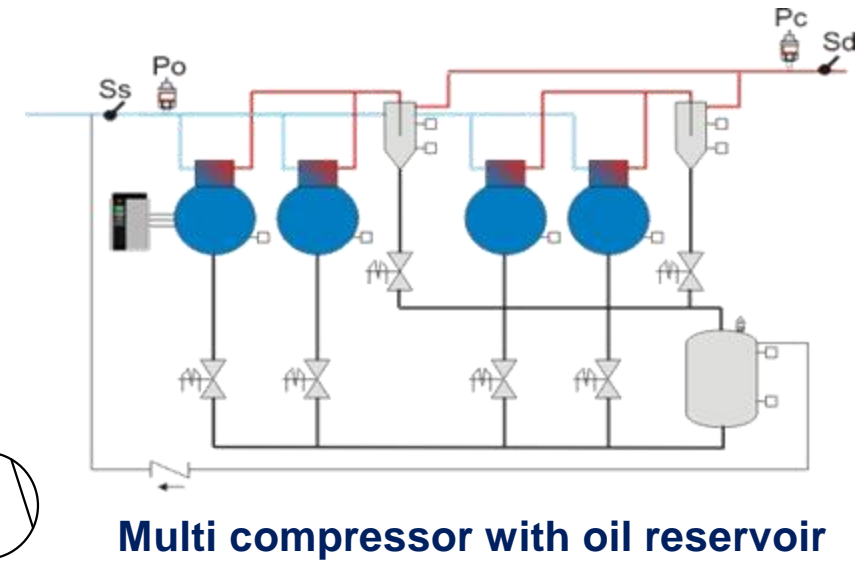 Pc
Sd
Po
Ss
Multi compressor with oil reservoir